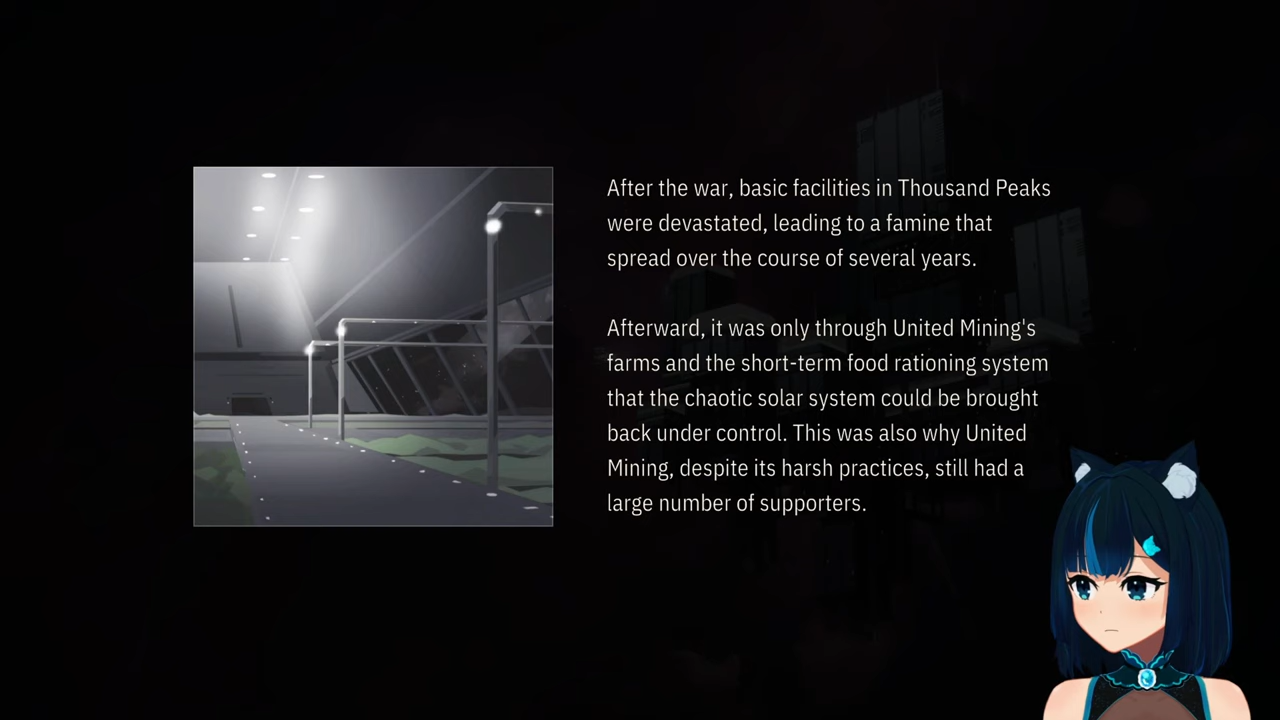 After the war, basic facilities in Thousand Peaks
were devastated, leading to a famine that
spread over the course of several years.
Afterward, it was only through United Mining's
farms and the short-term food rationing system
that the chaotic solar system could be brought
back under control. This was also why United
Mining, despite its harsh practices, still had a
large number of supporters.